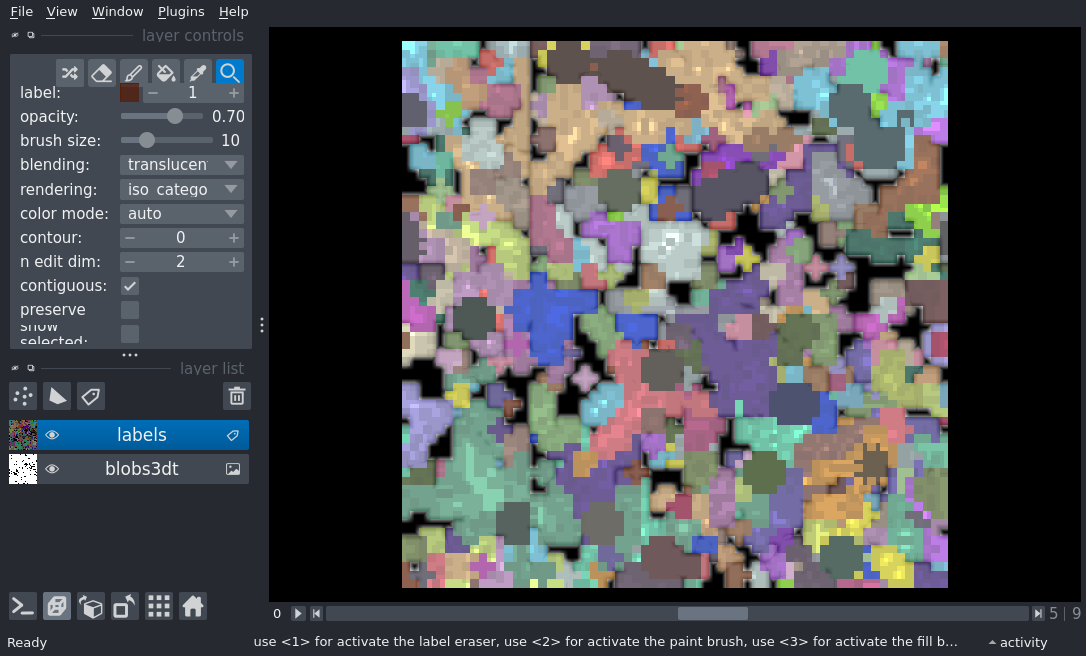 File View Window Plugins Help
layer controls
label: 1
opacity: 0.70
brush size: 10
blending: translucen
rendering: iso catego
color mode: auto
contour: 0
n edit dim: 2
contiguous:
preserve
show
selected:
layer list
labels
blobs3dt
0 5 | 9
Ready use <1> for activate the label eraser, use <2> for activate the paint brush, use <3> for activate the fill b... activity